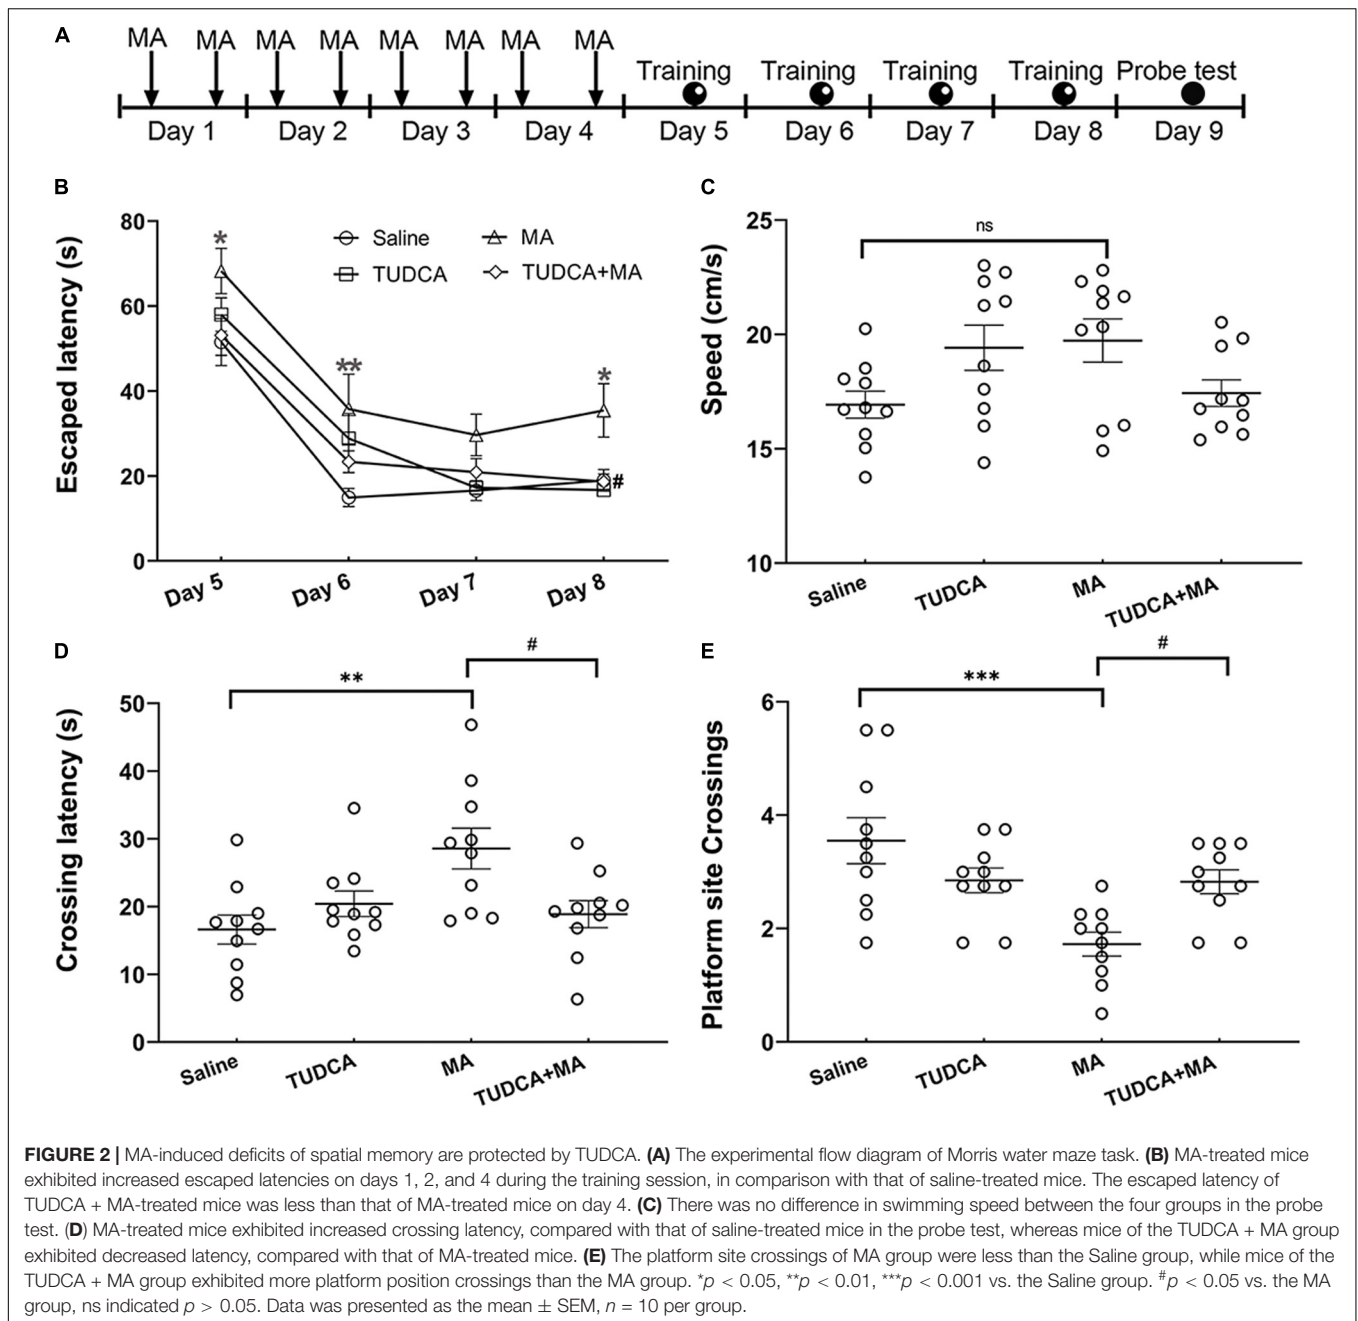 A
MA MA MA MA MA MA MA MA
Training Training Training Training Probe test
Day 1 Day 2 Day 3 Day 4 Day 5 Day 6 Day 7 Day 8 Day 9
B
Escaped latency (s)
80
60
40
20
0
* ** * #
Saline MA
TUDCA TUDCA+MA
Day 5 Day 6 Day 7 Day 8
C
Speed (cm/s)
25
20
15
10
ns
Saline TUDCA MA TUDCA+MA
D
Crossing latency (s)
50
40
30
20
10
0
** #
Saline TUDCA MA TUDCA+MA
E
Platform site Crossings
6
4
2
0
*** #
Saline TUDCA MA TUDCA+MA
FIGURE 2 | MA-induced deficits of spatial memory are protected by TUDCA. (A) The experimental flow diagram of Morris water maze task. (B) MA-treated mice
exhibited increased escaped latencies on days 1, 2, and 4 during the training session, in comparison with that of saline-treated mice. The escaped latency of
TUDCA + MA-treated mice was less than that of MA-treated mice on day 4. (C) There was no difference in swimming speed between the four groups in the probe
test. (D) MA-treated mice exhibited increased crossing latency, compared with that of saline-treated mice in the probe test, whereas mice of the TUDCA + MA group
exhibited decreased latency, compared with that of MA-treated mice. (E) The platform site crossings of MA group were less than the Saline group, while mice of the
TUDCA + MA group exhibited more platform position crossings than the MA group. *p < 0.05, **p < 0.01, ***p < 0.001 vs. the Saline group. #p < 0.05 vs. the MA
group, ns indicated p > 0.05. Data was presented as the mean ± SEM, n = 10 per group.